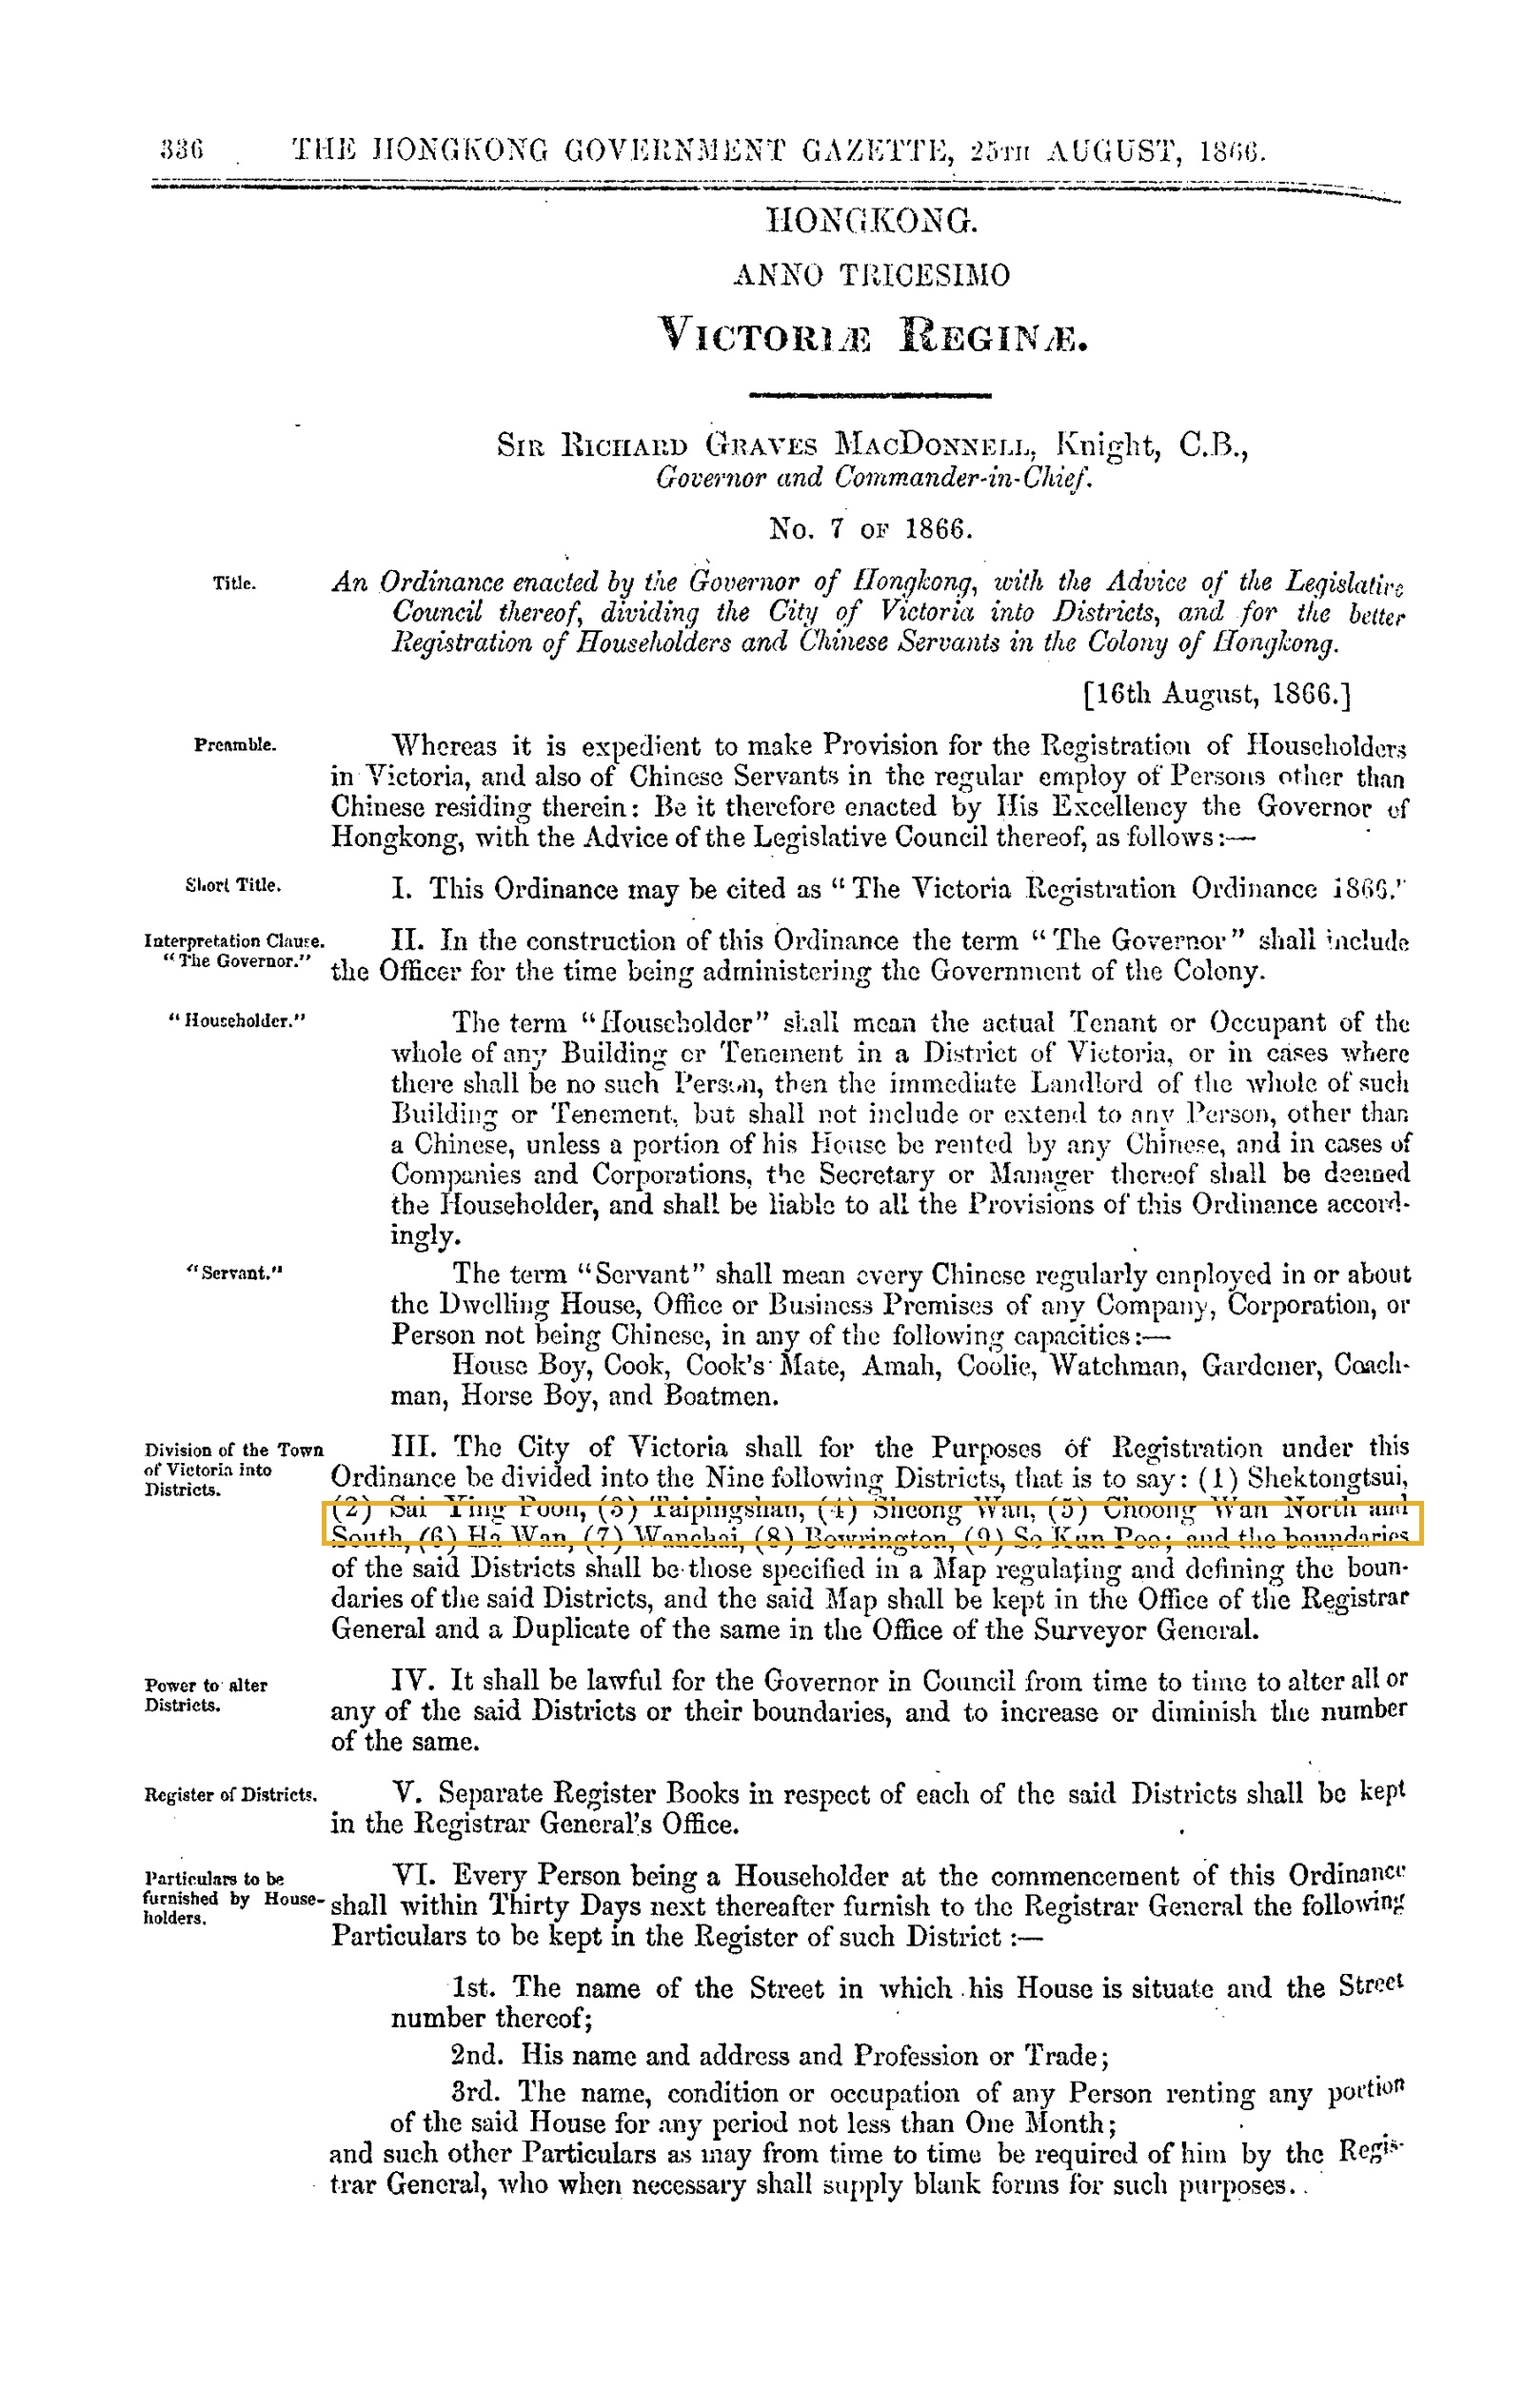 336 THE HONGKONG GOVERNMENT GAZETTE, 25TH AUGUST, 1866.
HONGKONG.
ANNO TRICESIMO
VICTORIÆ REGINÆ.
SIR RICHARD GRAVES MACDONNELL, Knight, C.B.,
Governor and Commander-in-Chief.
No. 7 OF 1866.
Title. An Ordinance enacted by the Governor of Hongkong, with the Advice of the Legislative
Council thereof, dividing the City of Victoria into Districts, and for the better
Registration of Householders and Chinese Servants in the Colony of Hongkong.
[16th August, 1866.]
Preamble. Whereas it is expedient to make Provision for the Registration of Householders
in Victoria, and also of Chinese Servants in the regular employ of Persons other than
Chinese residing therein: Be it therefore enacted by His Excellency the Governor of
Hongkong, with the Advice of the Legislative Council thereof, as follows:—
Short Title. I. This Ordinance may be cited as "The Victoria Registration Ordinance 1866."
Interpretation Clause. II. In the construction of this Ordinance the term "The Governor" shall include
"The Governor." the Officer for the time being administering the Government of the Colony.
"Householder." The term "Householder" shall mean the actual Tenant or Occupant of the
whole of any Building or Tenement in a District of Victoria, or in cases where
there shall be no such Person, then the immediate Landlord of the whole of such
Building or Tenement, but shall not include or extend to any Person, other than
a Chinese, unless a portion of his House be rented by any Chinese, and in cases of
Companies and Corporations, the Secretary or Manager thereof shall be deemed
the Householder, and shall be liable to all the Provisions of this Ordinance accord-
ingly.
"Servant." The term "Servant" shall mean every Chinese regularly employed in or about
the Dwelling House, Office or Business Premises of any Company, Corporation, or
Person not being Chinese, in any of the following capacities:—
House Boy, Cook, Cook's Mate, Amah, Coolie, Watchman, Gardener, Coach-
man, Horse Boy, and Boatmen.
Division of the Town III. The City of Victoria shall for the Purposes of Registration under this
of Victoria into Ordinance be divided into the Nine following Districts, that is to say: (1) Shektongtsui,
Districts.
(2) Sai Ying Poon, (3) Taipingshan, (4) Sheong Wan, (5) Choong Wan North and
South, (6) Ha Wan, (7) Wanchai, (8) Bowrington, (9) So Kun Poo; and the boundaries
of the said Districts shall be those specified in a Map regulating and defining the boun-
daries of the said Districts, and the said Map shall be kept in the Office of the Registrar
General and a Duplicate of the same in the Office of the Surveyor General.
Power to alter IV. It shall be lawful for the Governor in Council from time to time to alter all or
Districts. any of the said Districts or their boundaries, and to increase or diminish the number
of the same.
Register of Districts. V. Separate Register Books in respect of each of the said Districts shall be kept
in the Registrar General's Office.
Particulars to be VI. Every Person being a Householder at the commencement of this Ordinance
furnished by House- shall within Thirty Days next thereafter furnish to the Registrar General the following
holders. Particulars to be kept in the Register of such District:—
1st. The name of the Street in which his House is situate and the Street
number thereof;
2nd. His name and address and Profession or Trade;
3rd. The name, condition or occupation of any Person renting any portion
of the said House for any period not less than One Month;
and such other Particulars as may from time to time be required of him by the Regis-
trar General, who when necessary shall supply blank forms for such purposes.